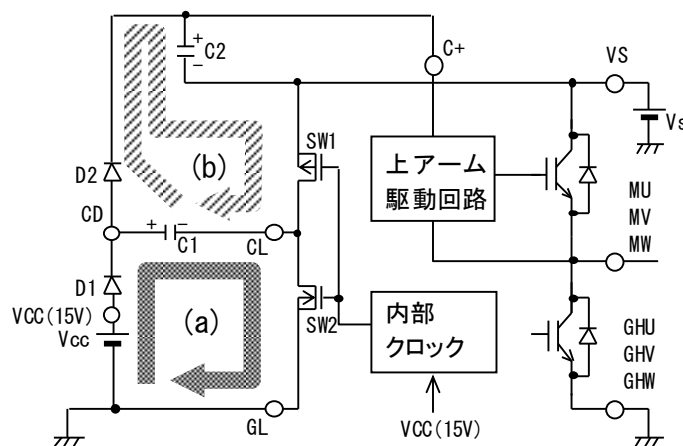 +
C2
−
C+
VS
Vs
SW1
上アーム
駆動回路
(b)
D2
CD
+
−
C1
CL
MU
MV
MW
D1
VCC(15V)
Vcc
(a)
SW2
内部
クロック
GHU
GHV
GHW
GL
VCC(15V)